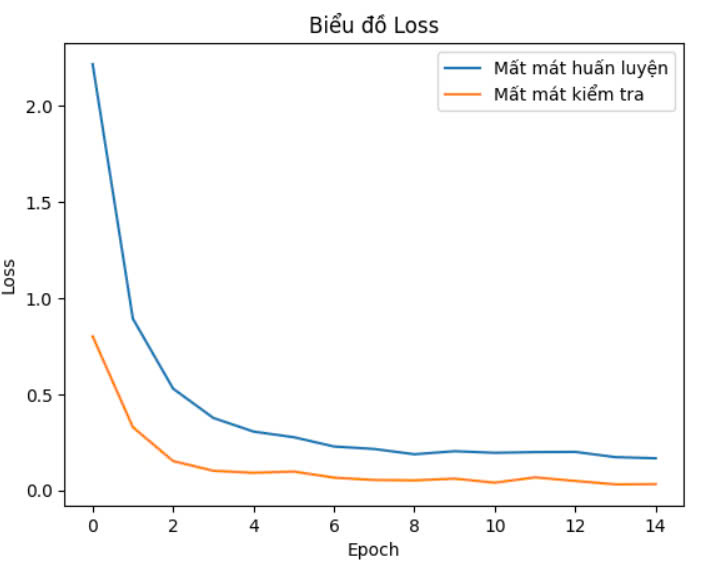 Biểu đồ Loss
Mất mát huấn luyện
Mất mát kiểm tra
Loss
2.0
1.5
1.0
0.5
0.0
0 2 4 6 8 10 12 14
Epoch